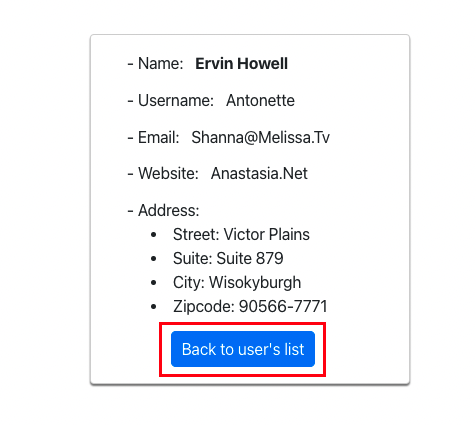 - Name: Ervin Howell
- Username: Antonette
- Email: Shanna@Melissa.Tv
- Website: Anastasia.Net
- Address:
• Street: Victor Plains
• Suite: Suite 879
• City: Wisokyburgh
• Zipcode: 90566-7771
Back to user's list